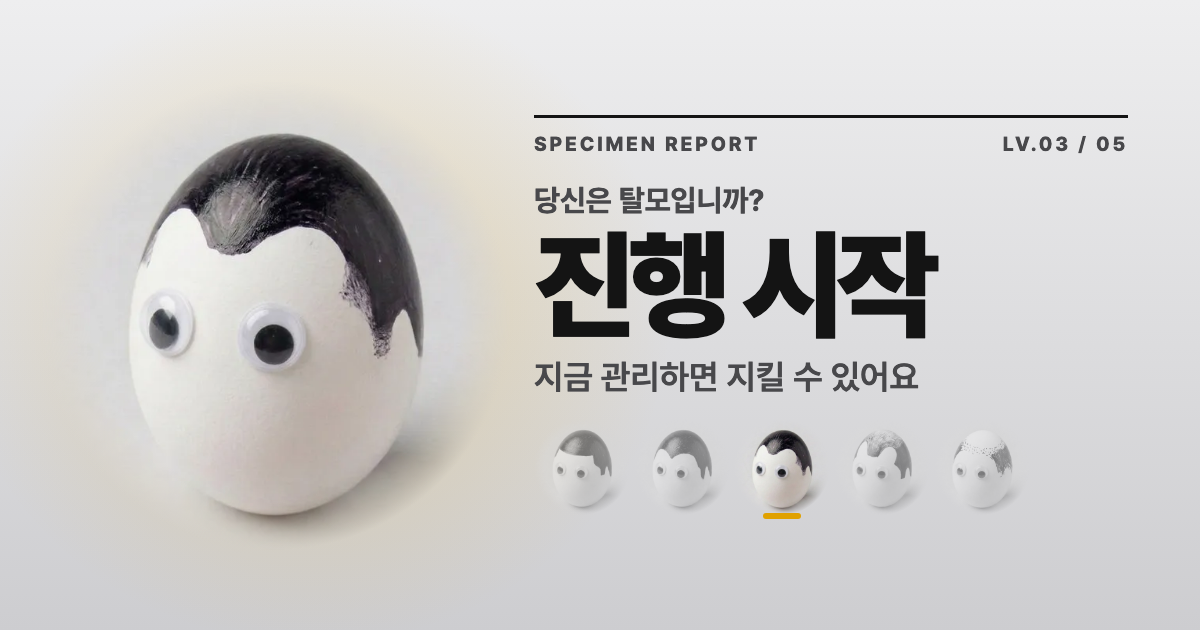 SPECIMEN REPORT
LV.03 / 05
당신은 탈모입니까?
진행 시작
지금 관리하면 지킬 수 있어요